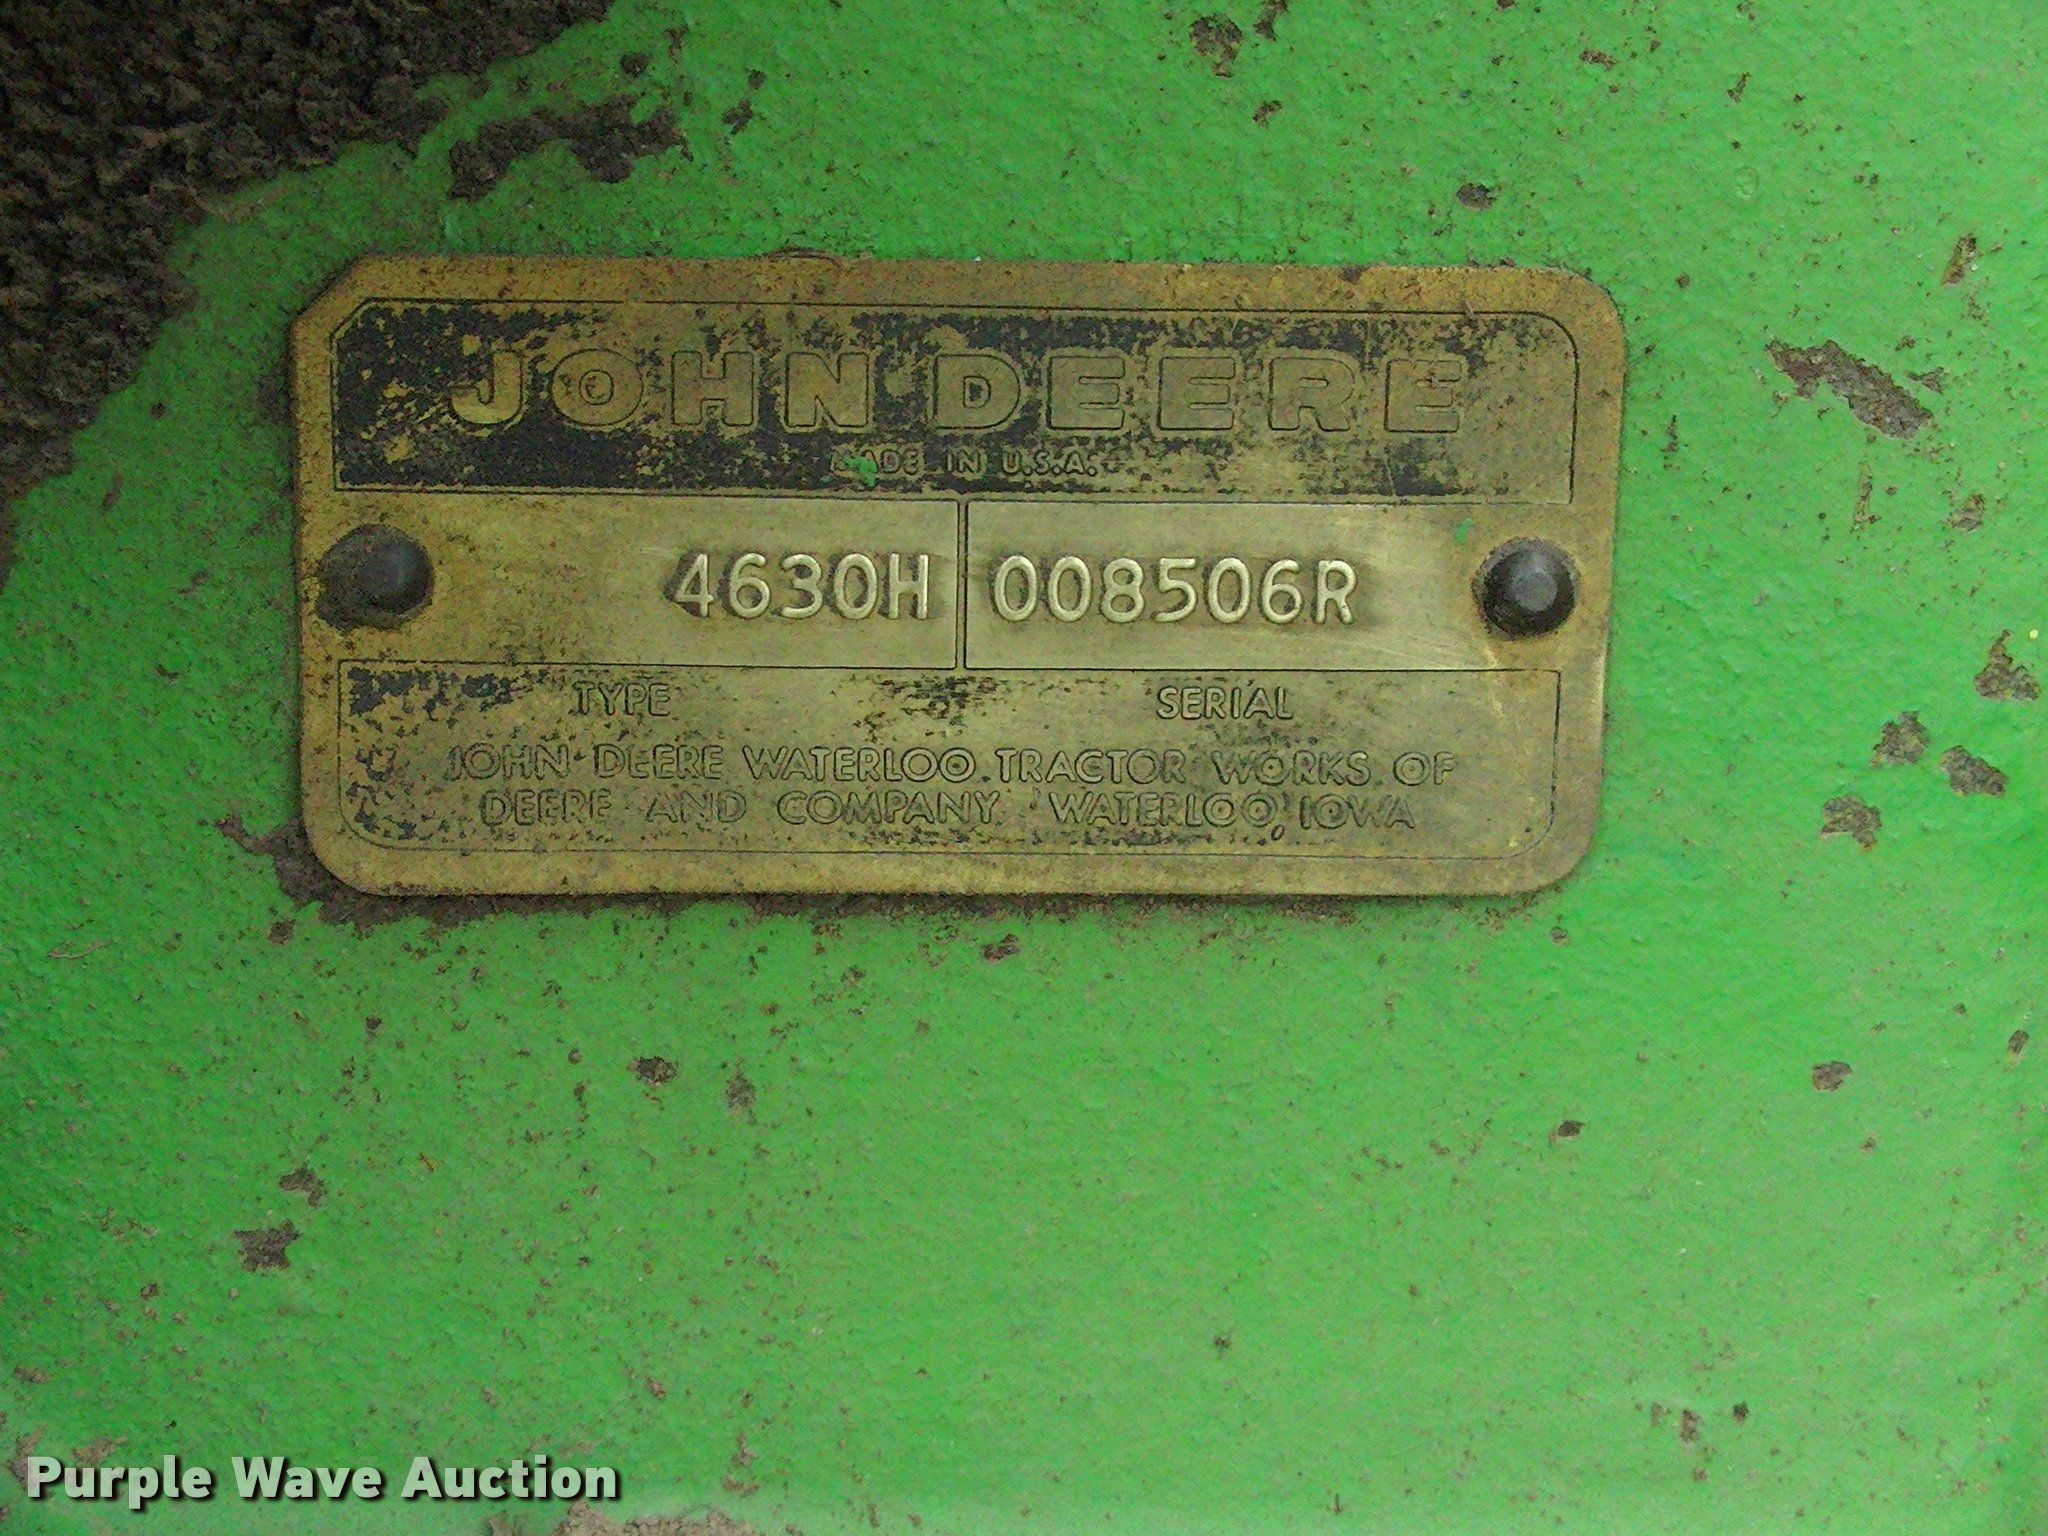 JOHN DEERE
MADE IN U.S.A.
4630H 008506R
TYPE SERIAL
JOHN DEERE WATERLOO TRACTOR WORKS OF
DEERE AND COMPANY, WATERLOO, IOWA
Purple Wave Auction